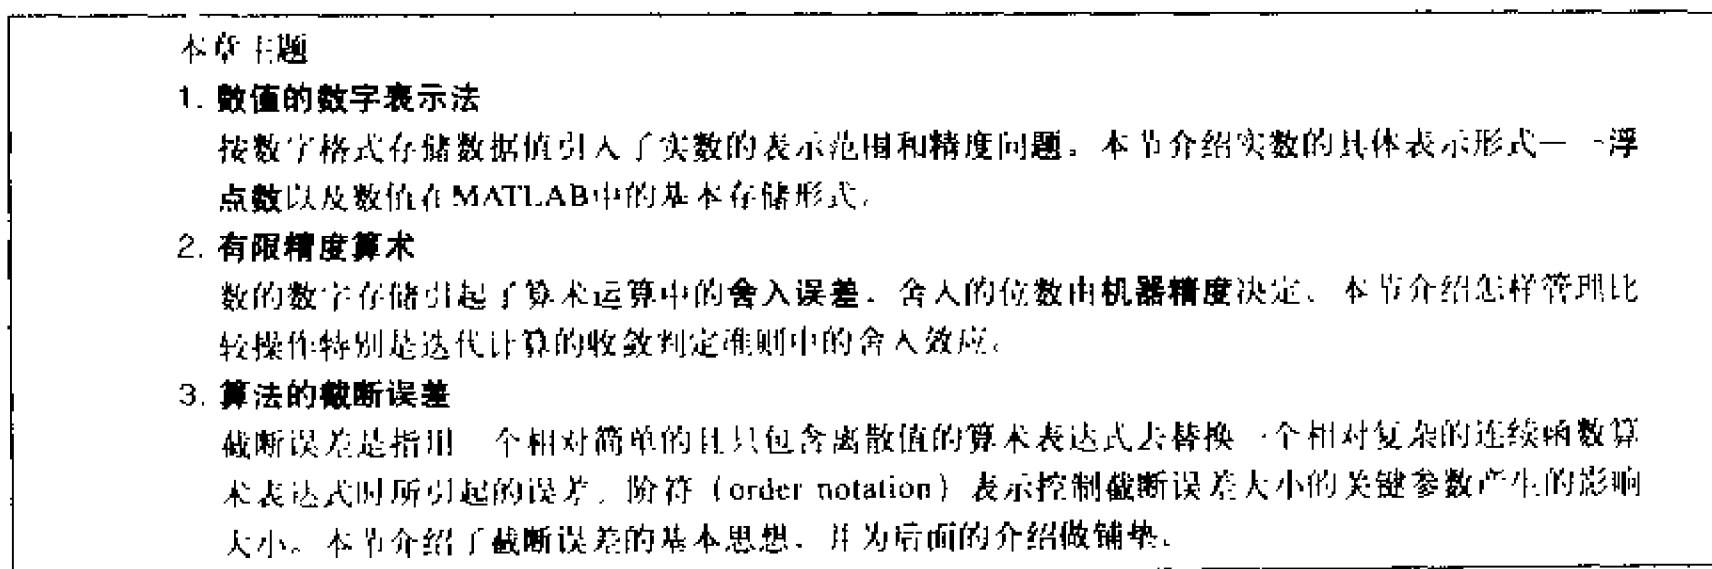 本章主题
1. 数值的数字表示法
按数字格式存储数据值引入了实数的表示范围和精度问题。本节介绍实数的具体表示形式——浮
点数以及数值在MATLAB中的基本存储形式。
2. 有限精度算术
数的数字存储引起了算术运算中的舍入误差。舍入的位数由机器精度决定。本节介绍怎样管理比
较操作特别是迭代计算的收敛判定准则中的舍入效应。
3. 算法的截断误差
截断误差是指用一个相对简单的且只包含离散值的算术表达式去替换一个相对复杂的连续函数算
术表达式时所引起的误差。阶符（order notation）表示控制截断误差大小的关键参数产生的影响
大小。本节介绍了截断误差的基本思想，并为后面的介绍做铺垫。